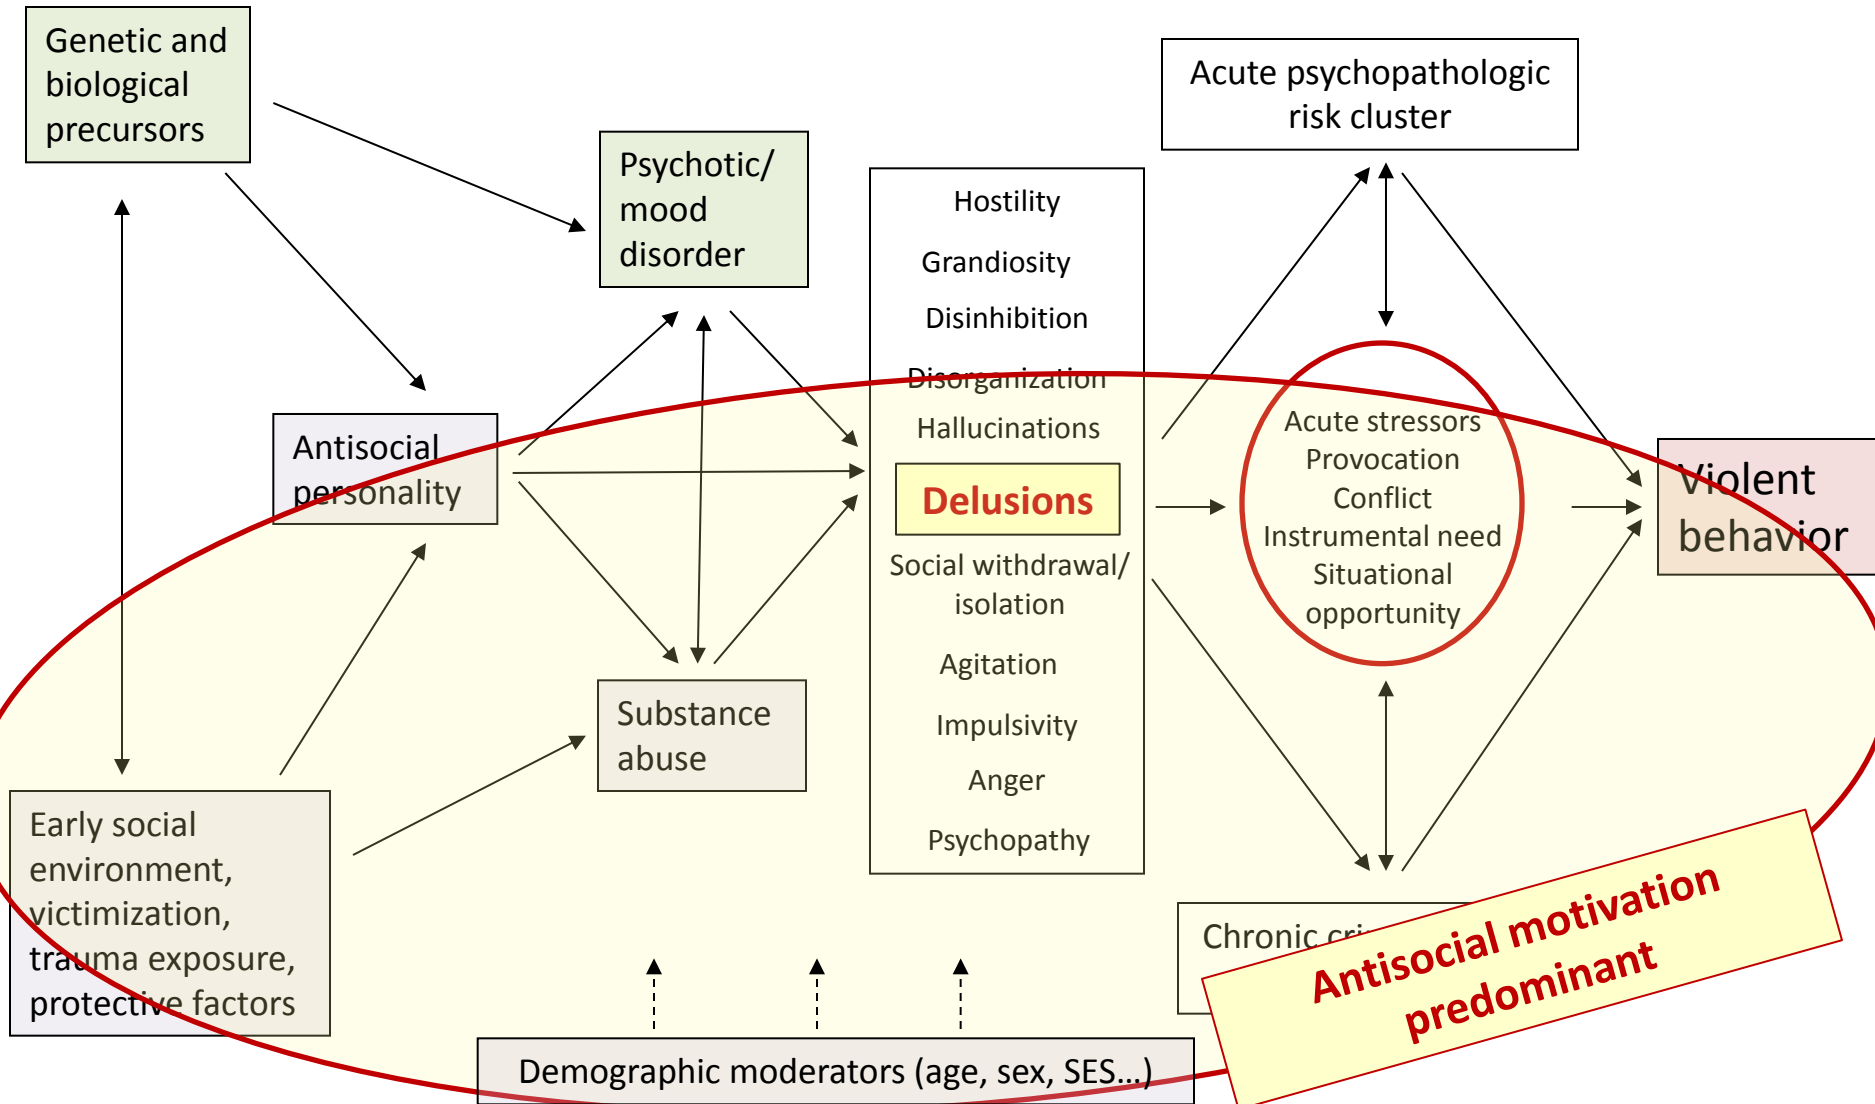 Genetic and
biological
precursors
Acute psychopathologic
risk cluster
Psychotic/
mood
disorder
Hostility
Grandiosity
Disinhibition
Disorganization
Hallucinations
Delusions
Social withdrawal/
isolation
Agitation
Impulsivity
Anger
Psychopathy
Antisocial
personality
Acute stressors
Provocation
Conflict
Instrumental need
Situational
opportunity
Violent
behavior
Substance
abuse
Early social
environment,
victimization,
trauma exposure,
protective factors
Chronic
Antisocial motivation
predominant
Demographic moderators (age, sex, SES…)